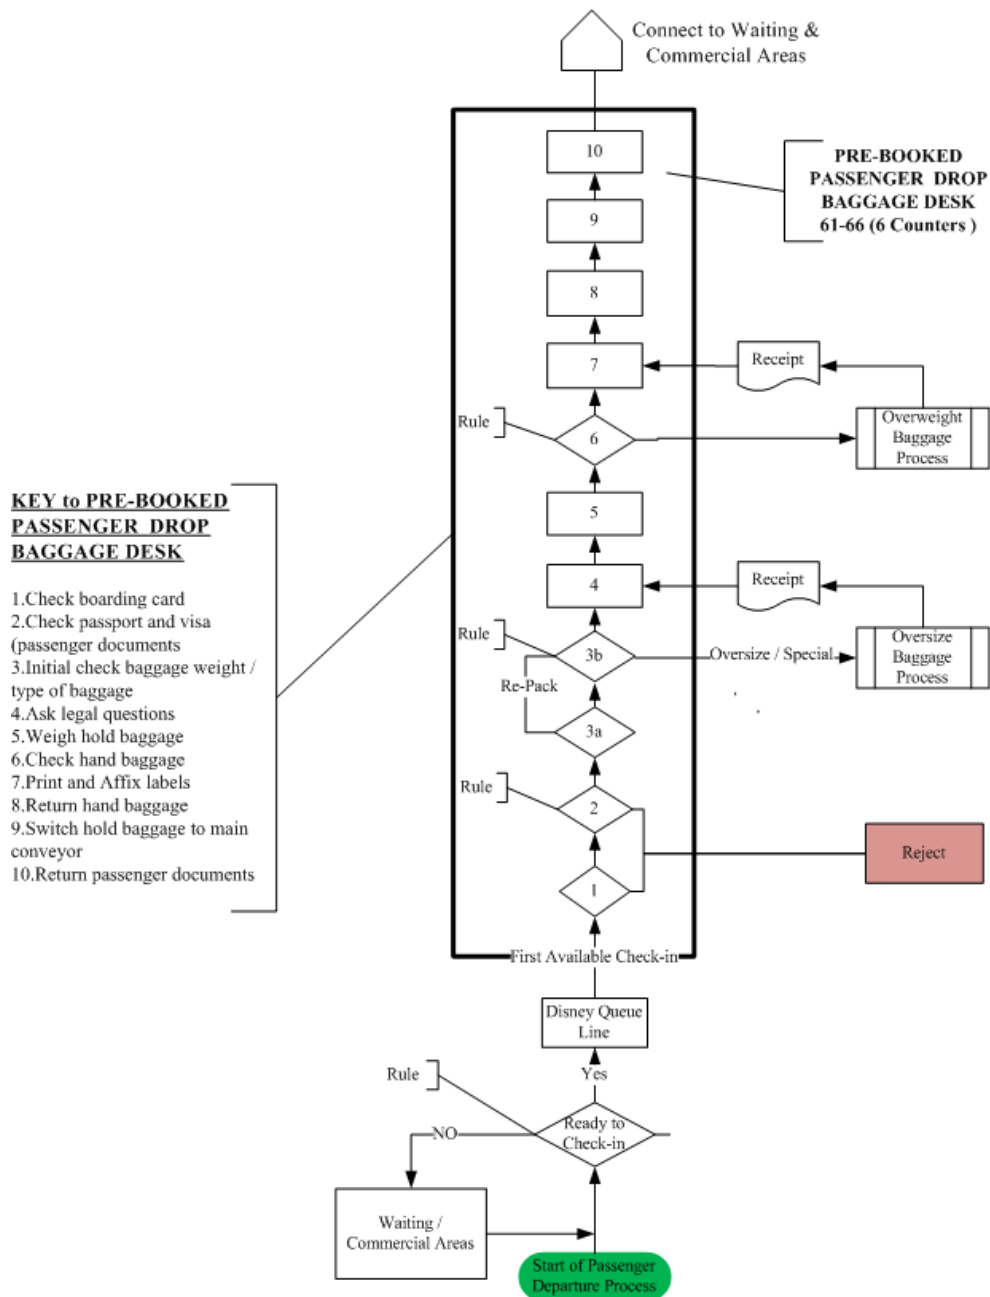 Connect to Waiting &
Commercial Areas
10
PRE-BOOKED
PASSENGER DROP
BAGGAGE DESK
61-66 (6 Counters )
9
8
7
Receipt
Rule
6
Overweight
Baggage
Process
KEY to PRE-BOOKED
PASSENGER DROP
BAGGAGE DESK
1.Check boarding card
2.Check passport and visa
(passenger documents
3.Initial check baggage weight /
type of baggage
4.Ask legal questions
5.Weigh hold baggage
6.Check hand baggage
7.Print and Affix labels
8.Return hand baggage
9.Switch hold baggage to main
conveyor
10.Return passenger documents
5
4
Receipt
Rule
3b
Oversize / Special
Oversize
Baggage
Process
Re-Pack
3a
Rule
2
Reject
1
First Available Check-in
Disney Queue
Line
Yes
Rule
Ready to
Check-in
NO
Waiting /
Commercial Areas
Start of Passenger
Departure Process